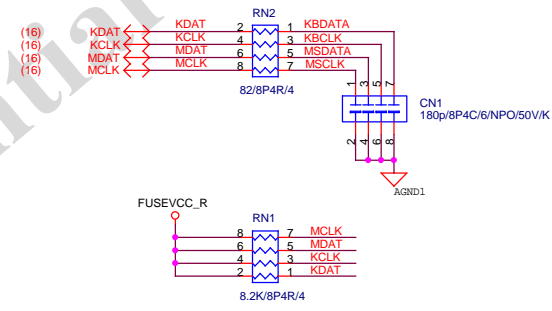 RN2
(16) KDAT KDAT 2 1 KBDATA
(16) KCLK KCLK 4 3 KBCLK
(16) MDAT MDAT 6 5 MSDATA
(16) MCLK MCLK 8 7 MSCLK
82/8P4R/4
1 3 5 7
CN1
180p/8P4C/6/NPO/50V/K
2 4 6 8
AGND1
FUSEVCC_R
RN1
8 7 MCLK
6 5 MDAT
4 3 KCLK
2 1 KDAT
8.2K/8P4R/4